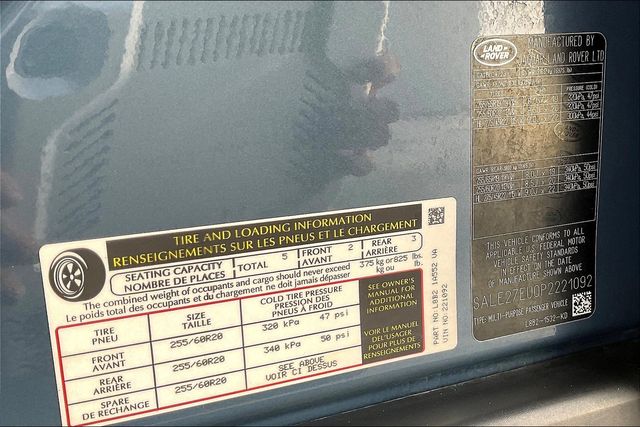 TIRE AND LOADING INFORMATION
RENSEIGNEMENTS SUR LES PNEUS ET LE CHARGEMENT
SEATING CAPACITY
NOMBRE DE PLACES
TOTAL 5
FRONT
AVANT 2
REAR
ARRIÈRE 3
The combined weight of occupants and cargo should never exceed 375 kg or 825 lbs.
Le poids total des occupants et du chargement ne doit jamais dépasser kg ou lb.
TIRE
PNEU
SIZE
TAILLE
COLD TIRE PRESSURE
PRESSION DES
PNEUS À FROID
FRONT
AVANT
255/60R20
320 kPa 47 psi
REAR
ARRIÈRE
255/60R20
340 kPa 50 psi
SPARE
DE RECHANGE
255/60R20
SEE ABOVE
VOIR CI DESSUS
SEE OWNER'S
MANUAL FOR
ADDITIONAL
INFORMATION
VOIR LE MANUEL
DE L'USAGER
POUR PLUS DE
RENSEIGNEMENTS
PART NO. L8B2 10552 VA
VIN NO. 221092
LAND
ROVER
MANUFACTURED BY
JAGUAR LAND ROVER LTD
THIS VEHICLE CONFORMS TO ALL
APPLICABLE U.S. FEDERAL MOTOR
VEHICLE SAFETY STANDARDS
IN EFFECT ON THE DATE
OF MANUFACTURE SHOWN ABOVE
SALE27EU0P2221092
TYPE: MULTI-PURPOSE PASSENGER VEHICLE